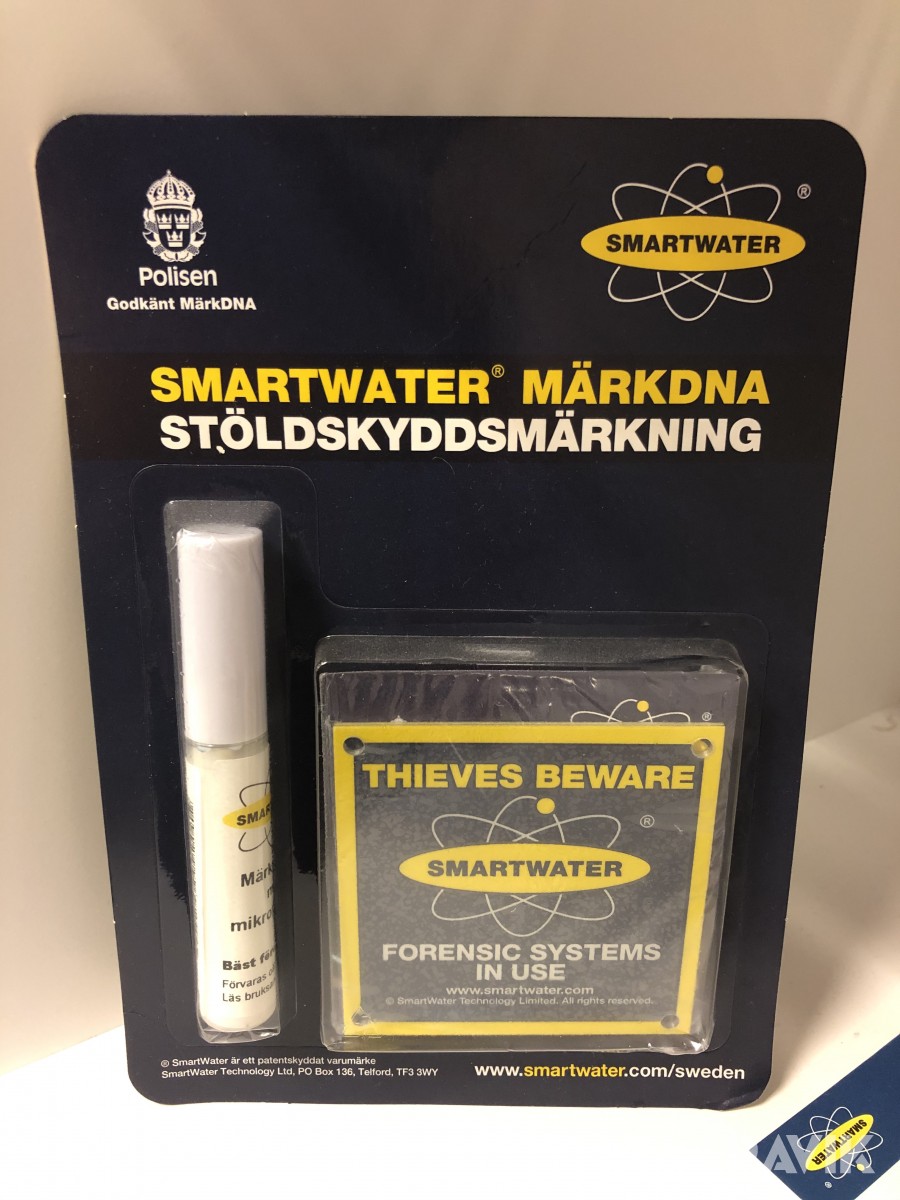 Polisen
Godkänt MärkDNA
SMARTWATER ®
SMARTWATER® MÄRKDNA
STÖLDSKYDDSMÄRKNING
SMAR
Märk
mikro
Bäst för
Förvaras
Läs bruksa
®
THIEVES BEWARE
®
SMARTWATER
FORENSIC SYSTEMS
IN USE
www.smartwater.com
© SmartWater Technology Limited. All rights reserved.
® SmartWater är ett patentskyddat varumärke
SmartWater Technology Ltd, PO Box 136, Telford, TF3 3WY
www.smartwater.com/sweden
SMARTWATER
®